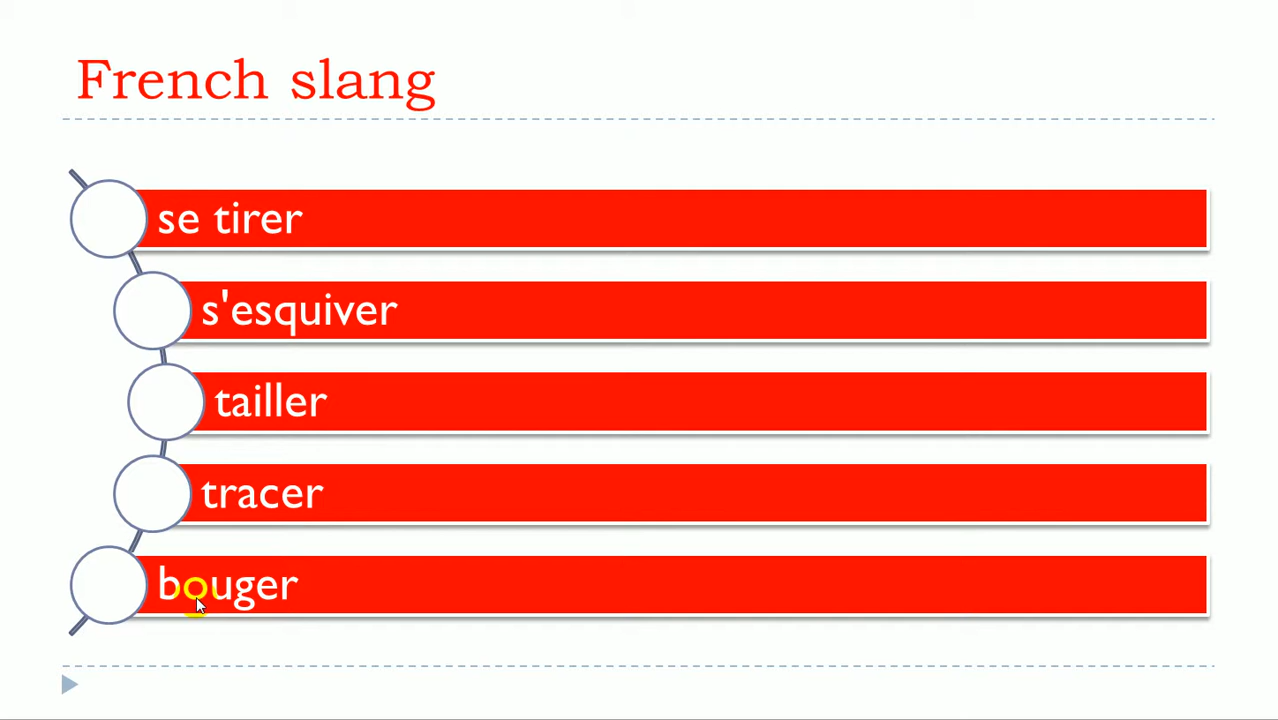 French slang
se tirer
s'esquiver
tailler
tracer
bouger